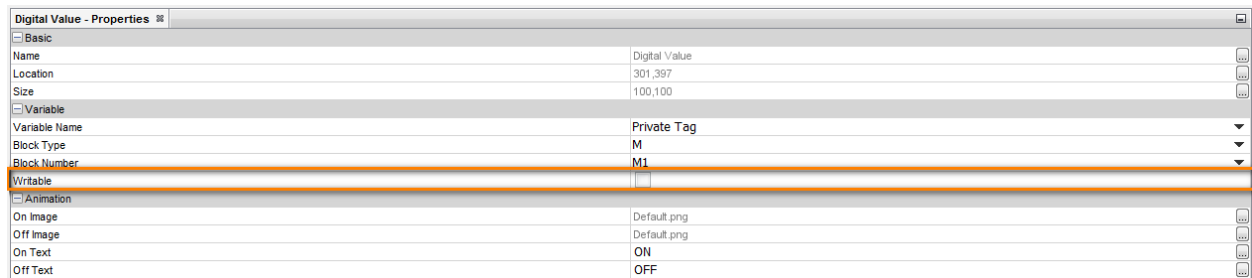 Digital Value - Properties
Basic
Name Digital Value
Location 301,397
Size 100,100
Variable
Variable Name Private Tag
Block Type M
Block Number M1
Writable
Animation
On Image Default.png
Off Image Default.png
On Text ON
Off Text OFF